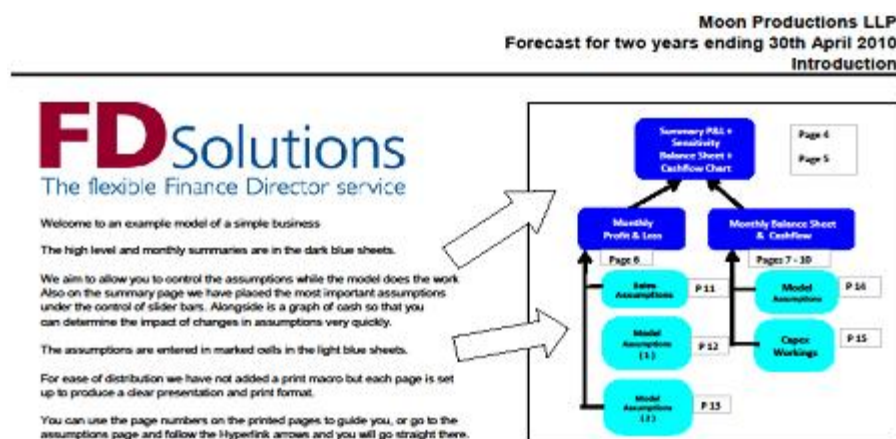 Moon Productions LLP
Forecast for two years ending 30th April 2010
Introduction
FDSolutions
The flexible Finance Director service
Welcome to an example model of a simple business
The high level and monthly summaries are in the dark blue sheets.
We aim to allow you to control the assumptions while the model does the work
Also on the summary page we have placed the most important assumptions
under the control of slider bars. Alongside is a graph of cash so that you
can determine the impact of changes in assumptions very quickly.
The assumptions are entered in marked cells in the light blue sheets.
For ease of distribution we have not added a print macro but each page is set
up to produce a clear presentation and print format.
You can use the page numbers on the printed pages to guide you, or go to the
assumptions page and follow the Hyperlink arrows and you will go straight there.
Summary P&L +
Sensitivity
Balance Sheet +
Cashflow Chart
Page 4
Page 5
Monthly
Profit & Loss
Monthly Balance Sheet
& Cashflow
Page 6
Pages 7 - 10
Sales
Assumptions
P 11
Model
Assumptions
P 14
Model
Assumptions
(1)
P 12
Capex
Workings
P 15
Model
Assumptions
(2)
P 13